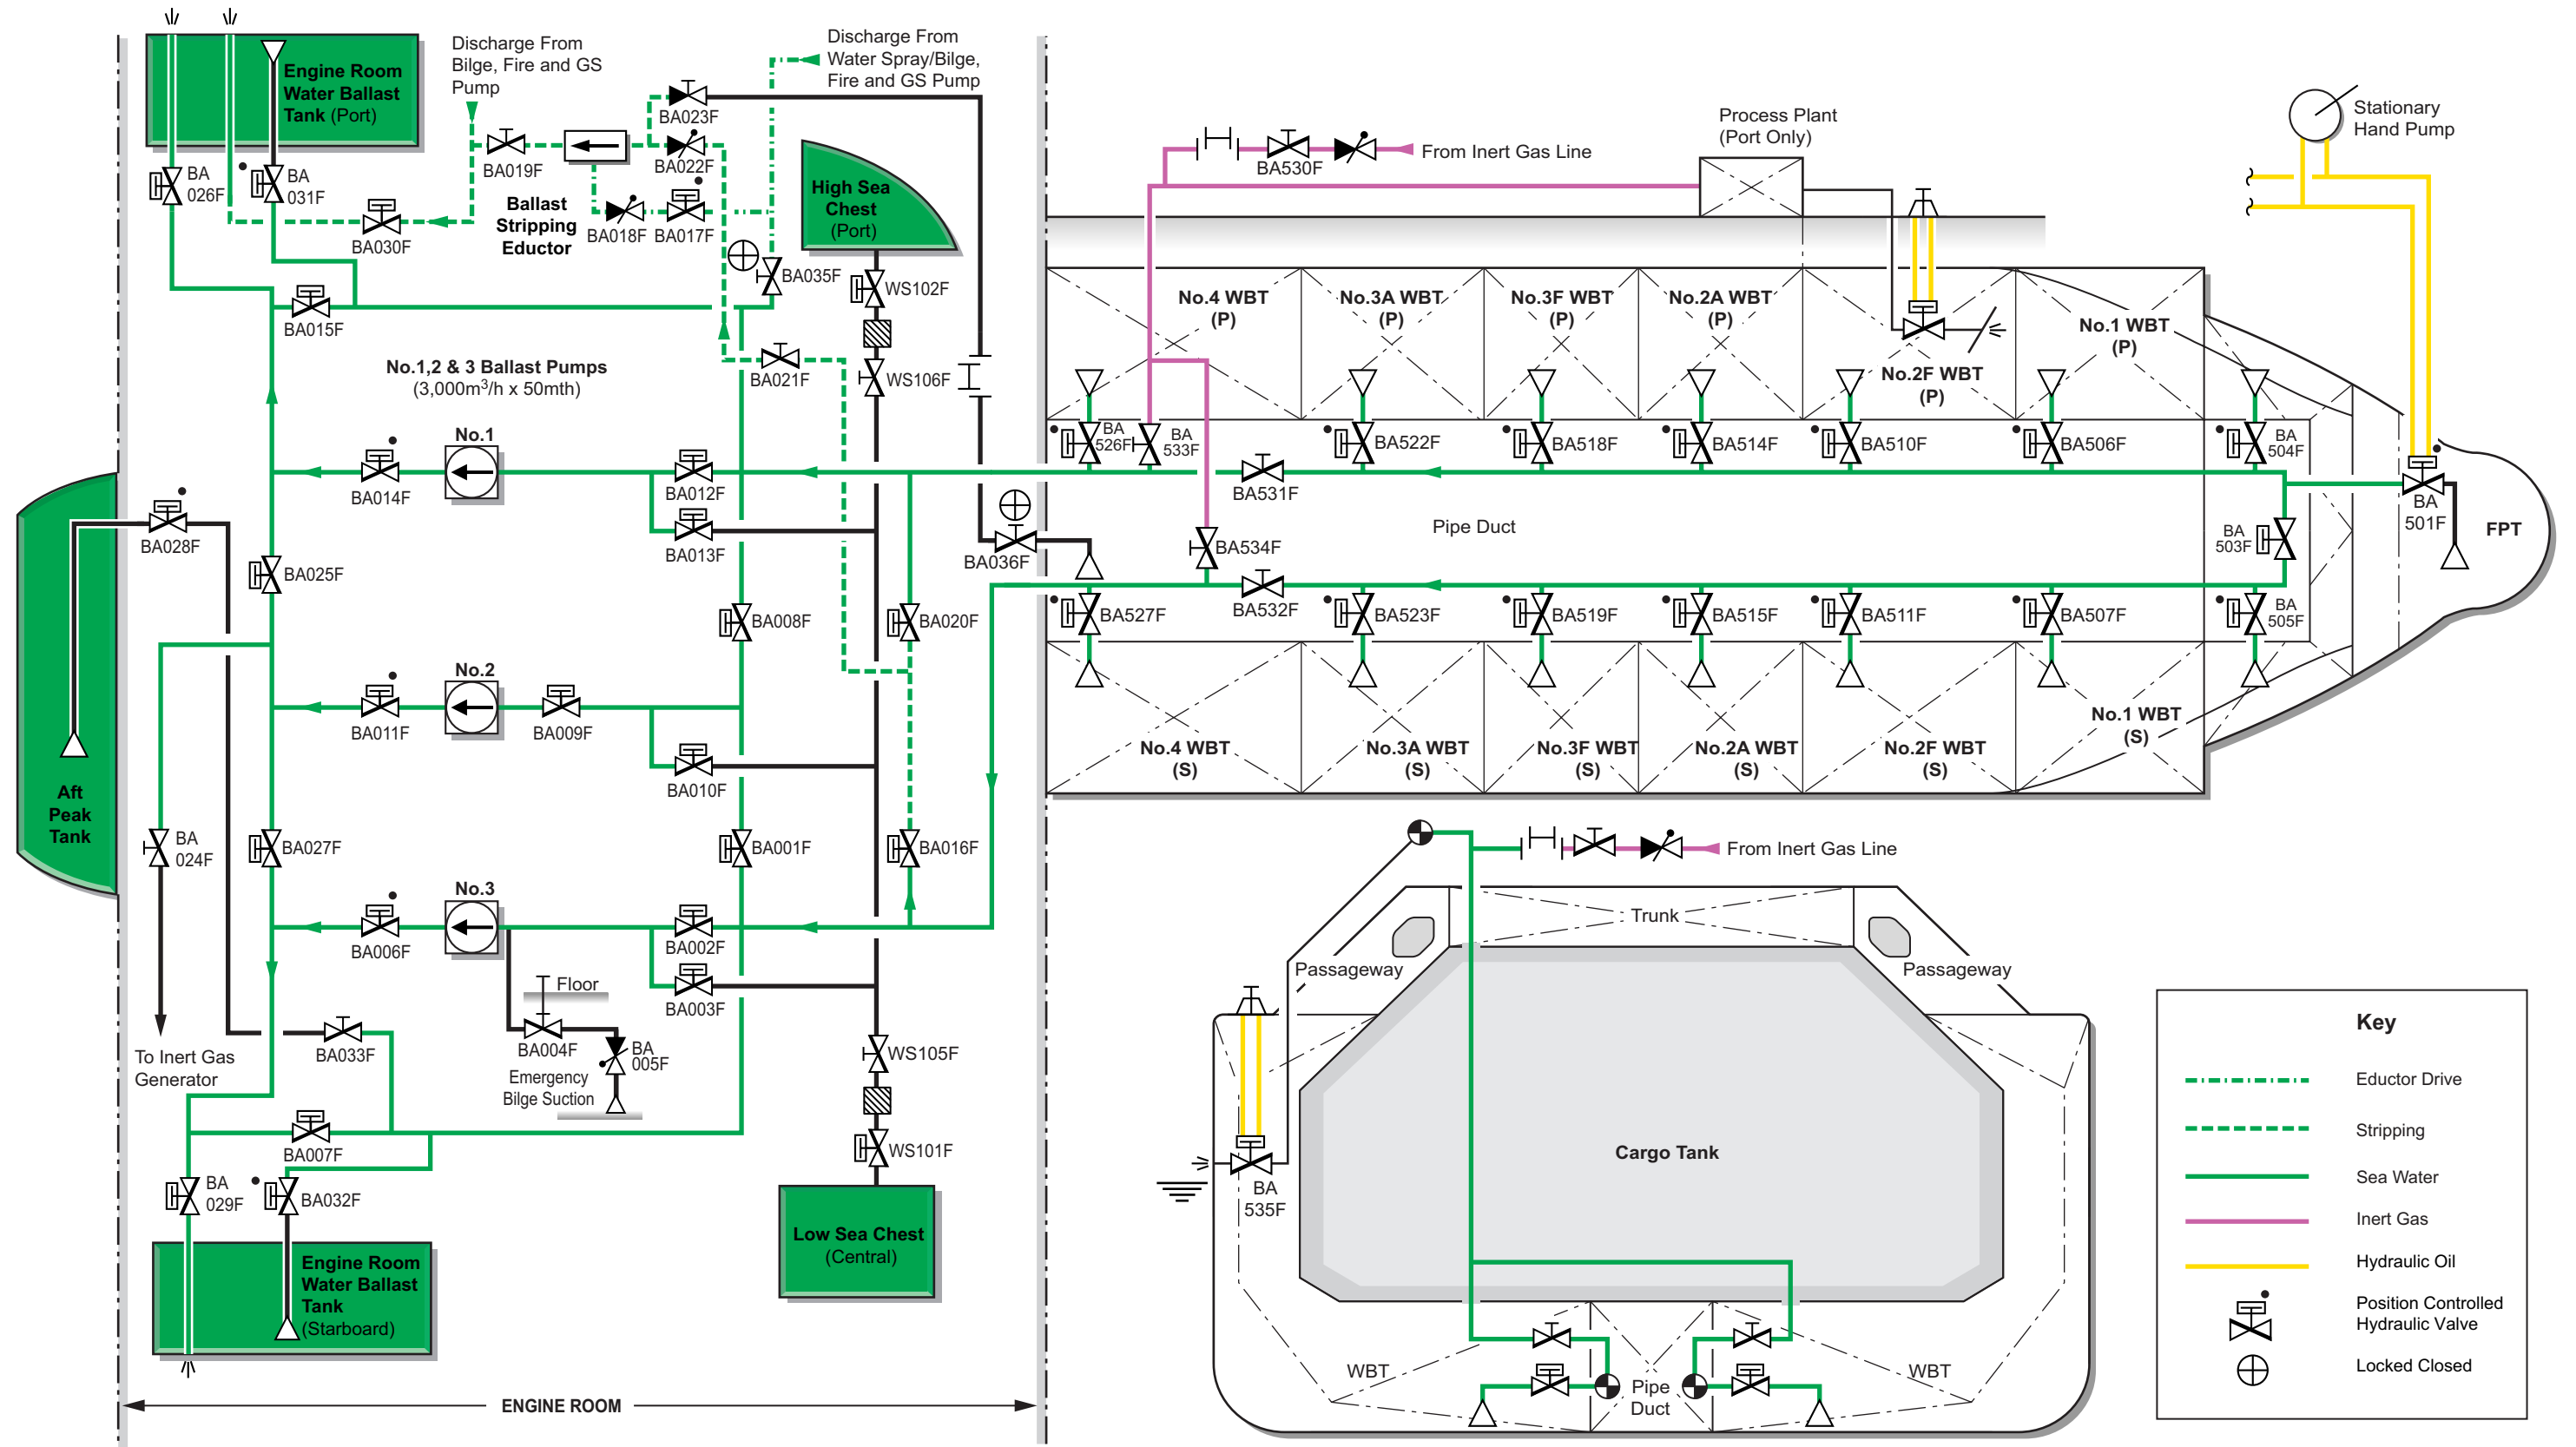 Engine Room
Water Ballast
Tank (Port)
Discharge From
Bilge, Fire and GS
Pump
Discharge From
Water Spray/Bilge,
Fire and GS Pump
BA023F
BA019F
BA022F
BA
026F
BA
031F
BA030F
Ballast
Stripping
Eductor
BA018F
BA017F
High Sea
Chest
(Port)
BA035F
WS102F
BA015F
BA021F
WS106F
No.1,2 & 3 Ballast Pumps
(3,000m3/h x 50mth)
No.1
BA014F
BA012F
BA013F
BA028F
BA025F
BA036F
BA008F
BA020F
No.2
BA011F
BA009F
BA010F
Aft
Peak
Tank
BA
024F
BA027F
BA001F
BA016F
No.3
BA006F
BA002F
BA003F
Floor
BA004F
BA
005F
Emergency
Bilge Suction
To Inert Gas
Generator
BA033F
WS105F
BA007F
WS101F
BA
029F
BA032F
Low Sea Chest
(Central)
Engine Room
Water Ballast
Tank
(Starboard)
ENGINE ROOM
Process Plant
(Port Only)
BA530F
From Inert Gas Line
Stationary
Hand Pump
No.4 WBT
(P)
No.3A WBT
(P)
No.3F WBT
(P)
No.2A WBT
(P)
No.2F WBT
(P)
No.1 WBT
(P)
BA
526F
BA
533F
BA522F
BA518F
BA514F
BA510F
BA506F
BA
504F
BA531F
Pipe Duct
BA
503F
BA
501F
FPT
BA534F
BA532F
BA527F
BA523F
BA519F
BA515F
BA511F
BA507F
BA
505F
No.4 WBT
(S)
No.3A WBT
(S)
No.3F WBT
(S)
No.2A WBT
(S)
No.2F WBT
(S)
No.1 WBT
(S)
From Inert Gas Line
Trunk
Passageway
Passageway
Cargo Tank
BA
535F
WBT
Pipe
Duct
WBT
Key
Eductor Drive
Stripping
Sea Water
Inert Gas
Hydraulic Oil
Position Controlled
Hydraulic Valve
Locked Closed